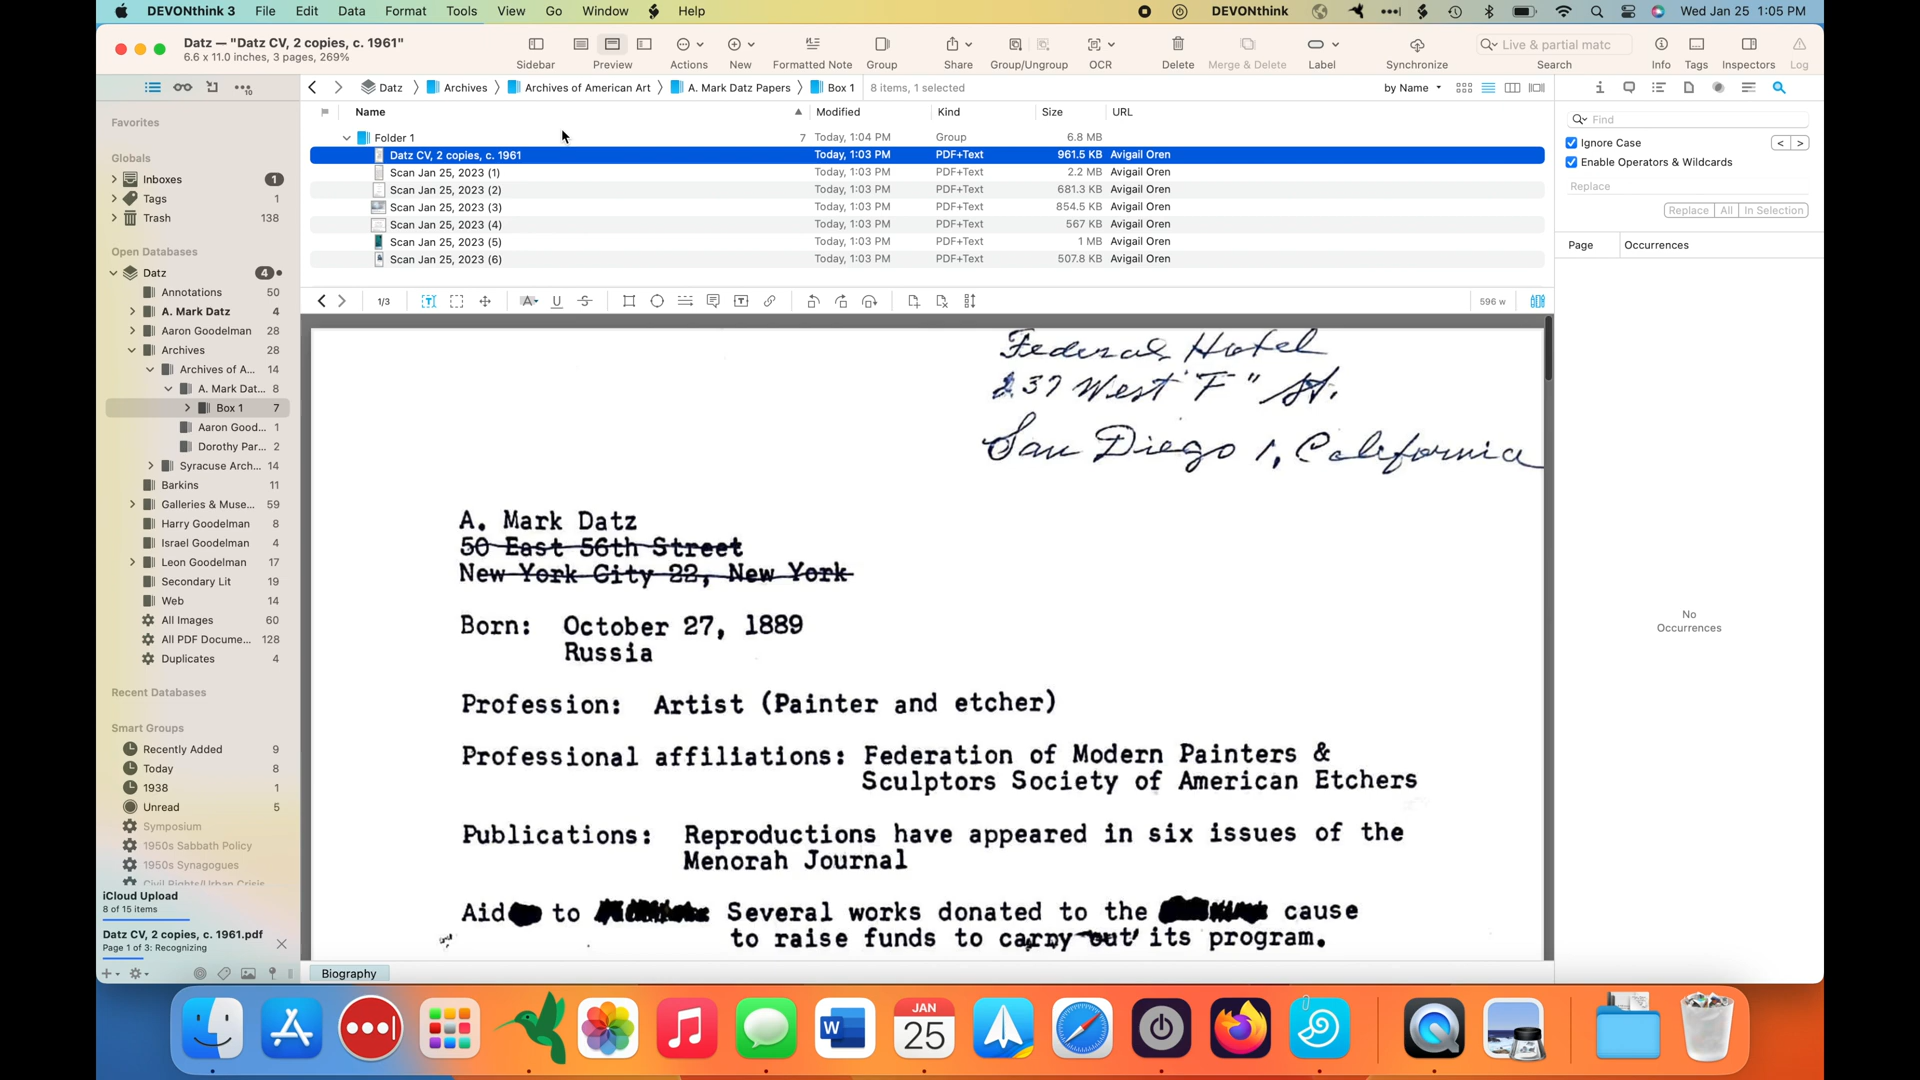 DEVONthink 3 File Edit Data Format Tools View Go Window Help
DEVONthink Wed Jan 25 1:05 PM
Datz — "Datz CV, 2 copies, c. 1961"
6.6 x 11.0 inches, 3 pages, 269%
Sidebar Preview Actions New Formatted Note Group Share Group/Ungroup OCR Delete Merge & Delete Label Synchronize Search Info Tags Inspectors Log
Live & partial matc
Datz Archives Archives of American Art A. Mark Datz Papers Box 1 8 items, 1 selected by Name
Name Modified Kind Size URL
Folder 1 7 Today, 1:04 PM Group 6.8 MB
Datz CV, 2 copies, c. 1961 Today, 1:03 PM PDF+Text 961.5 KB Avigail Oren
Scan Jan 25, 2023 (1) Today, 1:03 PM PDF+Text 2.2 MB Avigail Oren
Scan Jan 25, 2023 (2) Today, 1:03 PM PDF+Text 681.3 KB Avigail Oren
Scan Jan 25, 2023 (3) Today, 1:03 PM PDF+Text 854.5 KB Avigail Oren
Scan Jan 25, 2023 (4) Today, 1:03 PM PDF+Text 567 KB Avigail Oren
Scan Jan 25, 2023 (5) Today, 1:03 PM PDF+Text 1 MB Avigail Oren
Scan Jan 25, 2023 (6) Today, 1:03 PM PDF+Text 507.8 KB Avigail Oren
1/3 596 w
Favorites
Globals
Inboxes 1
Tags 1
Trash 138
Open Databases
Datz 4
Annotations 50
A. Mark Datz 4
Aaron Goodelman 28
Archives 28
Archives of A... 14
A. Mark Dat... 8
Box 1 7
Aaron Good... 1
Dorothy Par... 2
Syracuse Arch... 14
Barkins 11
Galleries & Muse... 59
Harry Goodelman 8
Israel Goodelman 4
Leon Goodelman 17
Secondary Lit 19
Web 14
All Images 60
All PDF Docume... 128
Duplicates 4
Recent Databases
Smart Groups
Recently Added 9
Today 8
1938 1
Unread 5
Symposium
1950s Sabbath Policy
1950s Synagogues
Civil Rights/Urban Crisis
iCloud Upload
8 of 15 items
Datz CV, 2 copies, c. 1961.pdf
Page 1 of 3: Recognizing
Federal Hotel
237 West "F" St.
San Diego 1, California
A. Mark Datz
50 East 56th Street
New York City 22, New York
Born: October 27, 1889
Russia
Profession: Artist (Painter and etcher)
Professional affiliations: Federation of Modern Painters &
Sculptors Society of American Etchers
Publications: Reproductions have appeared in six issues of the
Menorah Journal
Aid to Several works donated to the cause
to raise funds to carry out its program.
Biography
Find
Ignore Case < >
Enable Operators & Wildcards
Replace
Replace All In Selection
Page Occurrences
No
Occurrences
JAN
25